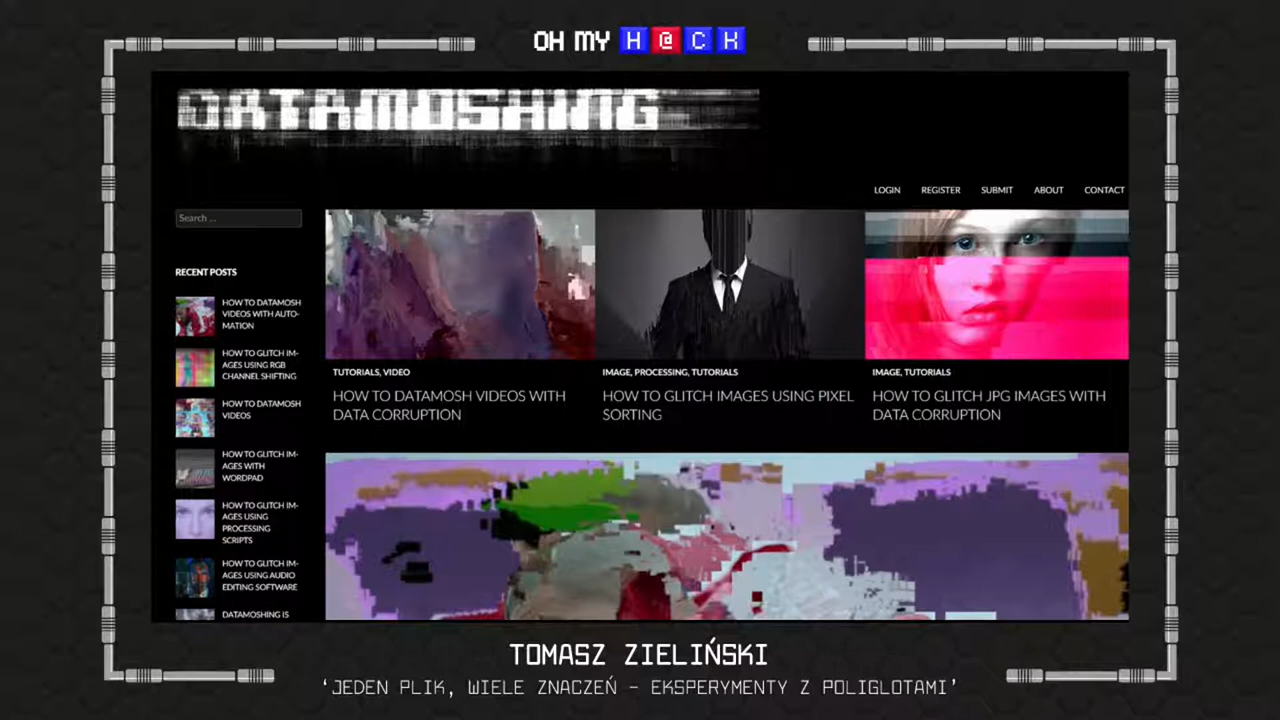 OH MY H@CK
DATAMOSHING
LOGIN REGISTER SUBMIT ABOUT CONTACT
Search ...
RECENT POSTS
HOW TO DATAMOSH
VIDEOS WITH AUTO-
MATION
HOW TO GLITCH IM-
AGES USING RGB
CHANNEL SHIFTING
HOW TO DATAMOSH
VIDEOS
HOW TO GLITCH IM-
AGES WITH
WORDPAD
HOW TO GLITCH IM-
AGES USING
PROCESSING
SCRIPTS
HOW TO GLITCH IM-
AGES USING AUDIO
EDITING SOFTWARE
DATAMOSHING IS
TUTORIALS, VIDEO
HOW TO DATAMOSH VIDEOS WITH
DATA CORRUPTION
IMAGE, PROCESSING, TUTORIALS
HOW TO GLITCH IMAGES USING PIXEL
SORTING
IMAGE, TUTORIALS
HOW TO GLITCH JPG IMAGES WITH
DATA CORRUPTION
TOMASZ ZIELIŃSKI
'JEDEN PLIK, WIELE ZNACZEŃ - EKSPERYMENTY Z POLIGLOTAMI'